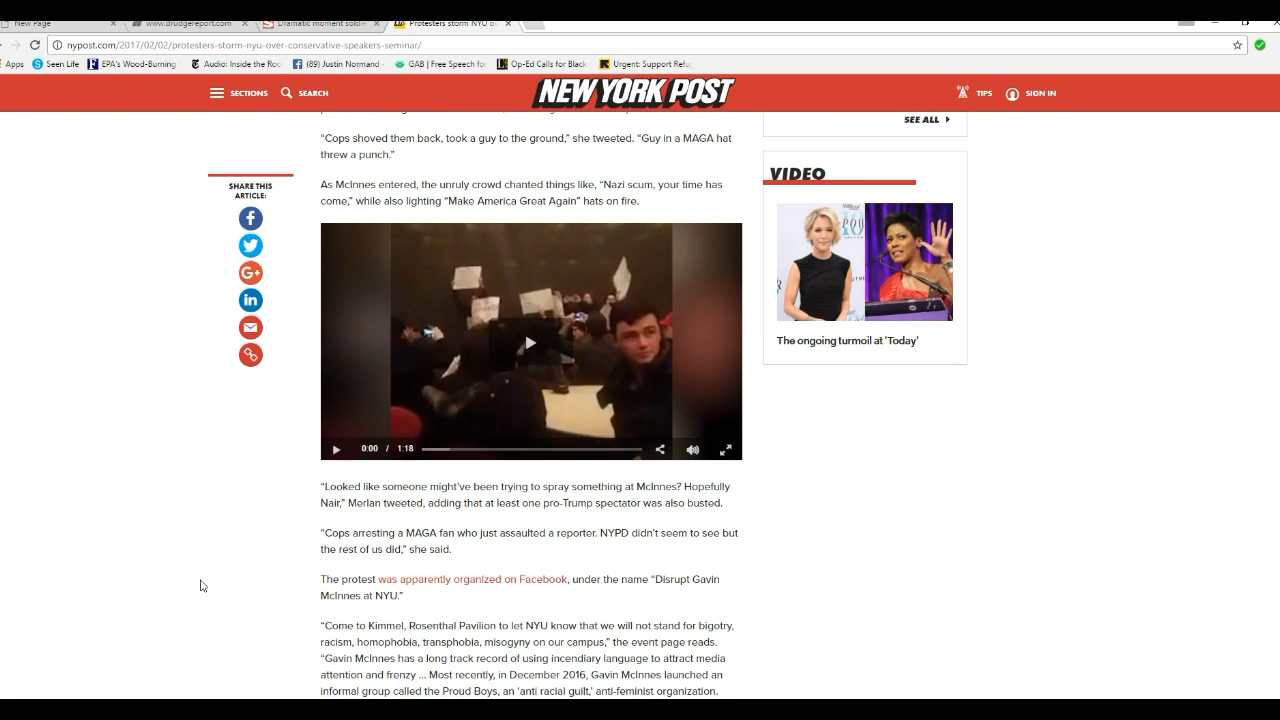 New Page
www.drudgereport.com
Dramatic moment soldie
Protesters storm NYU ov
nypost.com/2017/02/02/protesters-storm-nyu-over-conservative-speakers-seminar/
Apps
Seen Life
EPA's Wood-Burning
Audio: Inside the Roo
(89) Justin Normand -
GAB | Free Speech fo
Op-Ed Calls for Black
Urgent: Support Refu
SECTIONS
SEARCH
NEW YORK POST
TIPS
SIGN IN
SEE ALL
“Cops shoved them back, took a guy to the ground,” she tweeted. “Guy in a MAGA hat
threw a punch.”
As McInnes entered, the unruly crowd chanted things like, “Nazi scum, your time has
come,” while also lighting “Make America Great Again” hats on fire.
SHARE THIS
ARTICLE:
0:00 / 1:18
“Looked like someone might’ve been trying to spray something at McInnes? Hopefully
Nair,” Merlan tweeted, adding that at least one pro-Trump spectator was also busted.
“Cops arresting a MAGA fan who just assaulted a reporter. NYPD didn’t seem to see but
the rest of us did,” she said.
The protest was apparently organized on Facebook, under the name “Disrupt Gavin
McInnes at NYU.”
“Come to Kimmel, Rosenthal Pavilion to let NYU know that we will not stand for bigotry,
racism, homophobia, transphobia, misogyny on our campus,” the event page reads.
“Gavin McInnes has a long track record of using incendiary language to attract media
attention and frenzy ... Most recently, in December 2016, Gavin McInnes launched an
informal group called the Proud Boys, an ‘anti racial guilt,’ anti-feminist organization.
VIDEO
The ongoing turmoil at 'Today'